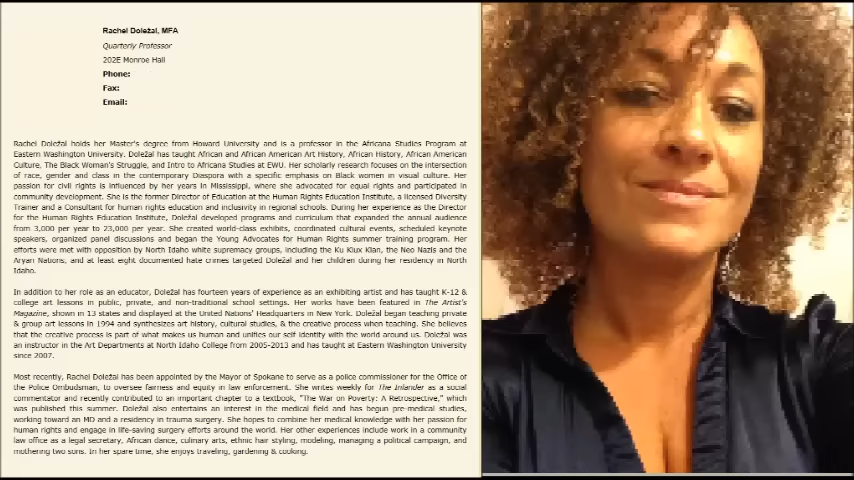 Rachel Doležal, MFA
Quarterly Professor
202E Monroe Hall
Phone:
Fax:
Email:
Rachel Doležal holds her Master's degree from Howard University and is a professor in the Africana Studies Program at
Eastern Washington University. Doležal has taught African and African American Art History, African History, African American
Culture, The Black Woman's Struggle, and Intro to Africana Studies at EWU. Her scholarly research focuses on the intersection
of race, gender and class in the contemporary Diaspora with a specific emphasis on Black women in visual culture. Her
passion for civil rights is influenced by her years in Mississippi, where she advocated for equal rights and participated in
community development. She is the former Director of Education at the Human Rights Education Institute, a licensed Diversity
Trainer and a Consultant for human rights education and inclusivity in regional schools. During her experience as the Director
for the Human Rights Education Institute, Doležal developed programs and curriculum that expanded the annual audience
from 3,000 per year to 23,000 per year. She created world-class exhibits, coordinated cultural events, scheduled keynote
speakers, organized panel discussions and began the Young Advocates for Human Rights summer training program. Her
efforts were met with opposition by North Idaho white supremacy groups, including the Ku Klux Klan, the Neo Nazis and the
Aryan Nations, and at least eight documented hate crimes targeted Doležal and her children during her residency in North
Idaho.
In addition to her role as an educator, Doležal has fourteen years of experience as an exhibiting artist and has taught K-12 &
college art lessons in public, private, and non-traditional school settings. Her works have been featured in The Artist's
Magazine, shown in 13 states and displayed at the United Nations' Headquarters in New York. Doležal began teaching private
& group art lessons in 1994 and synthesizes art history, cultural studies, & the creative process when teaching. She believes
that the creative process is part of what makes us human and unifies our self identity with the world around us. Doležal was
an instructor in the Art Departments at North Idaho College from 2005-2013 and has taught at Eastern Washington University
since 2007.
Most recently, Rachel Doležal has been appointed by the Mayor of Spokane to serve as a police commissioner for the Office of
the Police Ombudsman, to oversee fairness and equity in law enforcement. She writes weekly for The Inlander as a social
commentator and recently contributed to an important chapter to a textbook, "The War on Poverty: A Retrospective," which
was published this summer. Doležal also entertains an interest in the medical field and has begun pre-medical studies,
working toward an MD and a residency in trauma surgery. She hopes to combine her medical knowledge with her passion for
human rights and engage in life-saving surgery efforts around the world. Her other experiences include work in a community
law office as a legal secretary, African dance, culinary arts, ethnic hair styling, modeling, managing a political campaign, and
mothering two sons. In her spare time, she enjoys traveling, gardening & cooking.